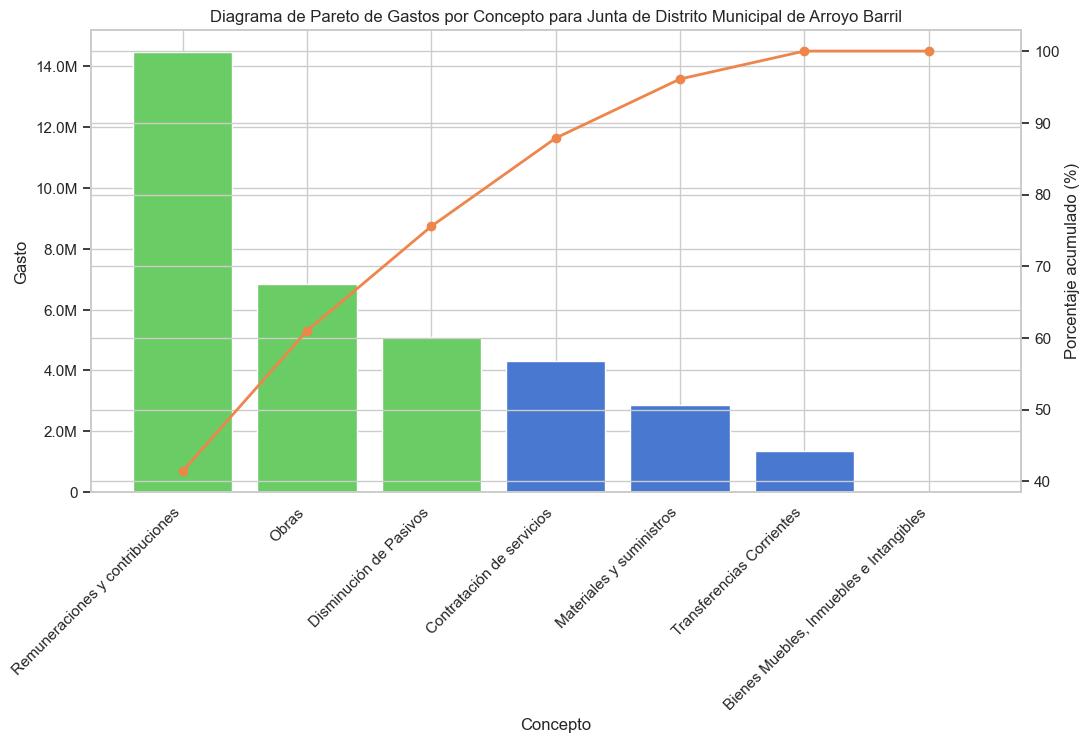 Diagrama de Pareto de Gastos por Concepto para Junta de Distrito Municipal de Arroyo Barril
Gasto
14.0M
12.0M
10.0M
8.0M
6.0M
4.0M
2.0M
0
100
90
80
70
60
50
40
Porcentaje acumulado (%)
Remuneraciones y contribuciones
Obras
Disminución de Pasivos
Contratación de servicios
Materiales y suministros
Transferencias Corrientes
Bienes Muebles, Inmuebles e Intangibles
Concepto